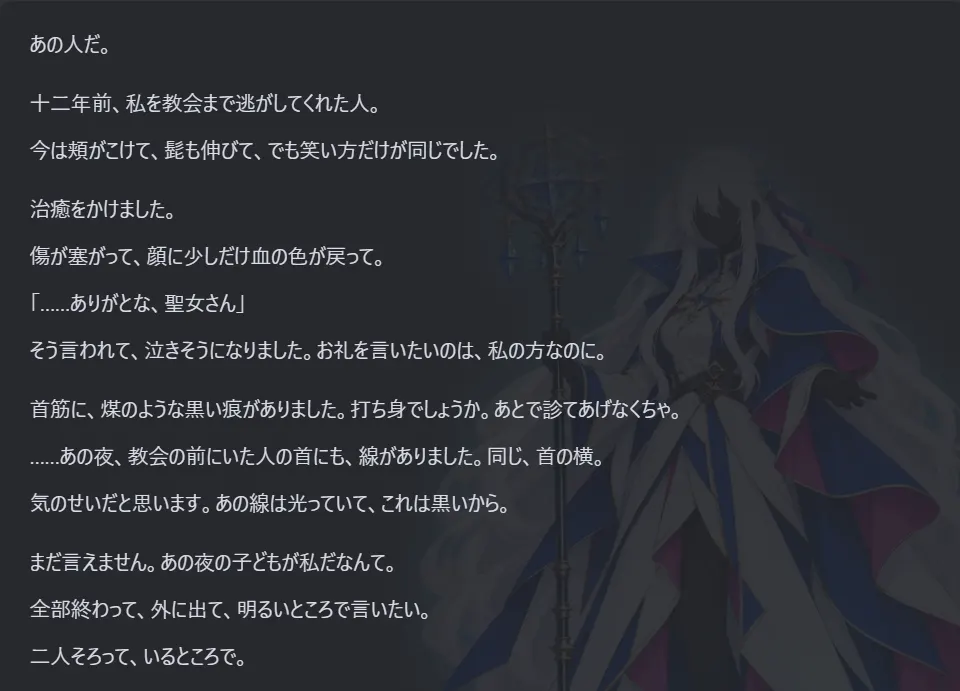 あの人だ。
十二年前、私を教会まで逃がしてくれた人。
今は頬がこけて、髭も伸びて、でも笑い方だけが同じでした。
治癒をかけました。
傷が塞がって、顔に少しだけ血の色が戻って。
「……ありがとな、聖女さん」
そう言われて、泣きそうになりました。お礼を言いたいのは、私の方なのに。
首筋に、煤のような黒い痕がありました。打ち身でしょうか。あとで診てあげなくちゃ。
……あの夜、教会の前にいた人の首にも、線がありました。同じ、首の横。
気のせいだと思います。あの線は光っていて、これは黒いから。
まだ言えません。あの夜の子どもが私だなんて。
全部終わって、外に出て、明るいところで言いたい。
二人そろって、いるところで。